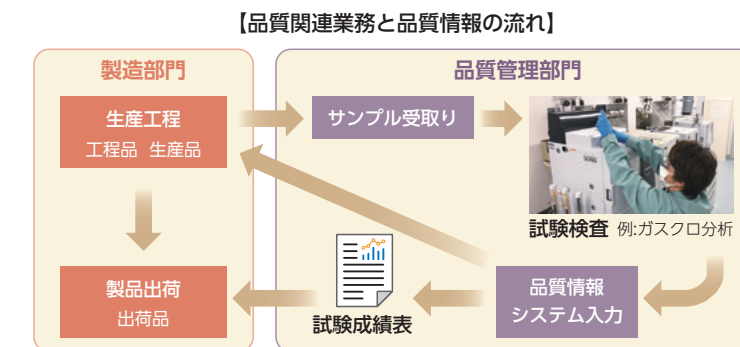 【品質関連業務と品質情報の流れ】
製造部門
品質管理部門
生産工程
工程品 生産品
サンプル受取り
試験検査 例:ガスクロ分析
製品出荷
出荷品
試験成績表
品質情報
システム入力